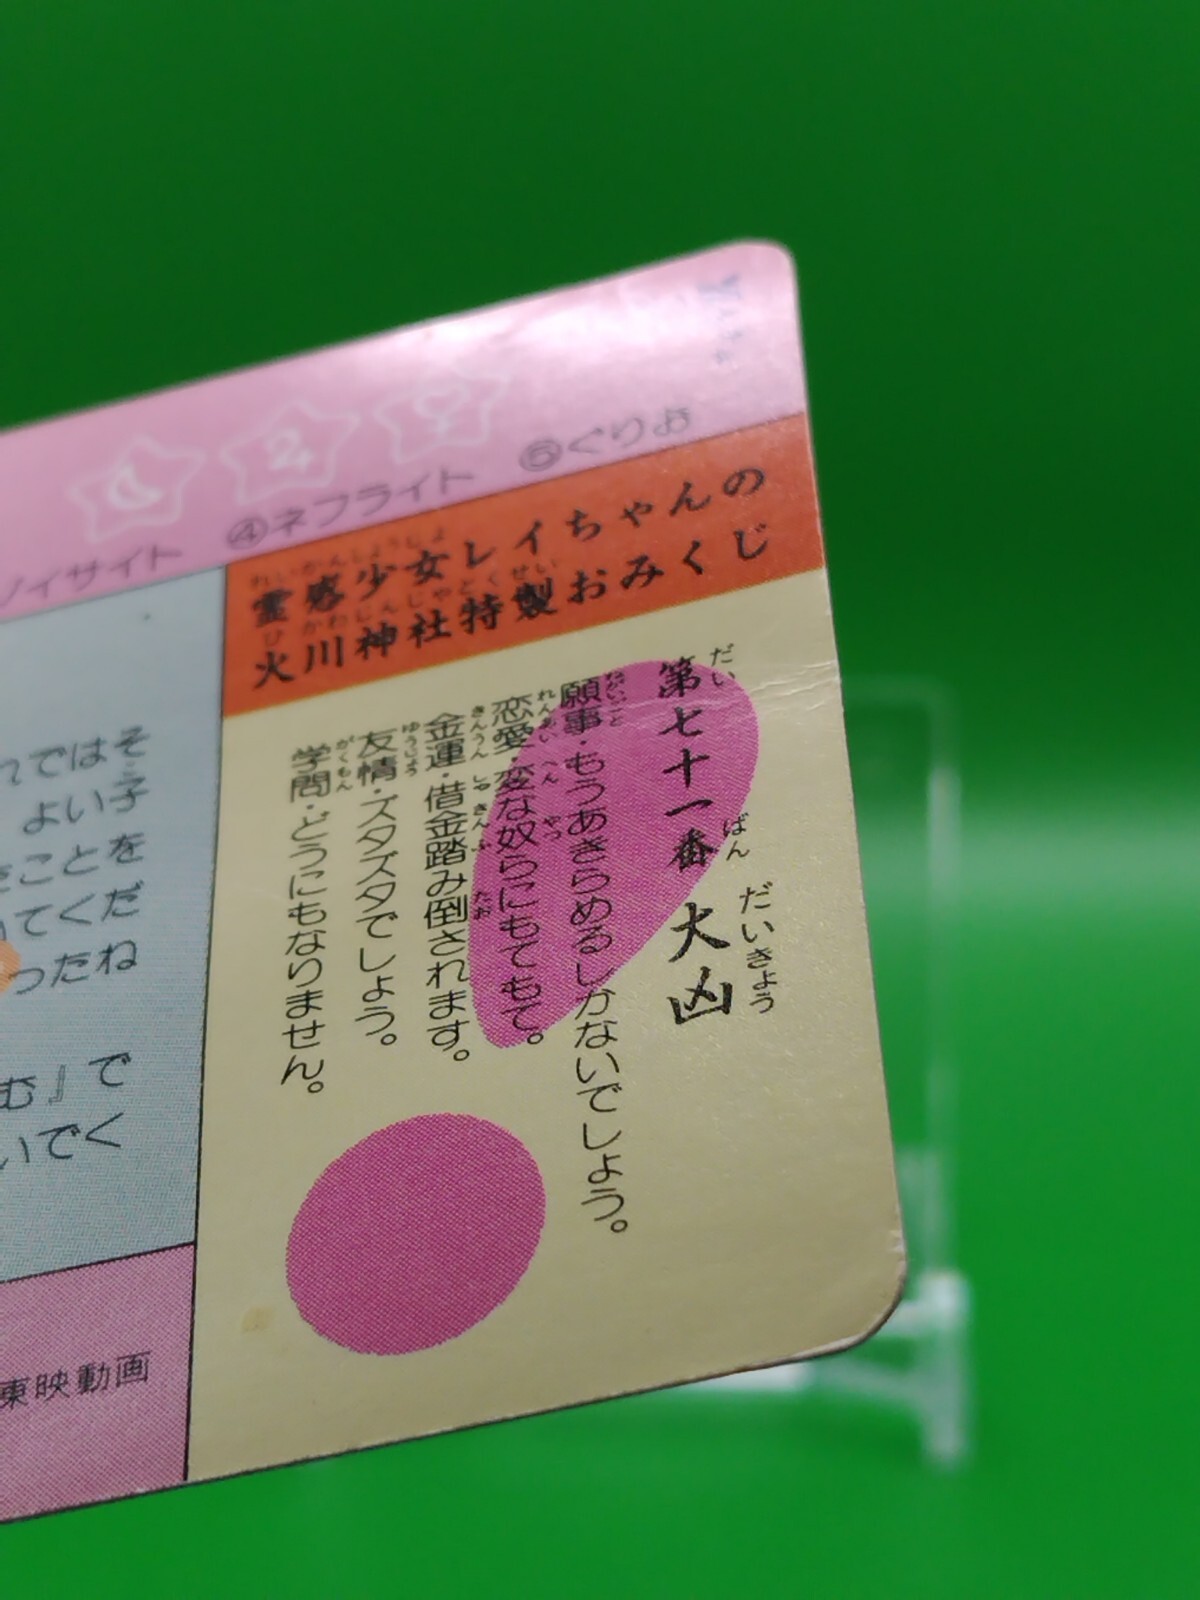 ④ネフライト ⑤ぐりお
イサイト
霊感少女レイちゃんの
火川神社特製おみくじ
第七十一番 大凶
願事・もうあきらめるしかないでしょう。
恋愛・変な奴らにもてもて。
金運・借金踏み倒されます。
友情・ズタズタでしょう。
学問・どうにもなりません。
れではそ
よい子
きことを
いてくだ
ったね
む』で
いでく
東映動画